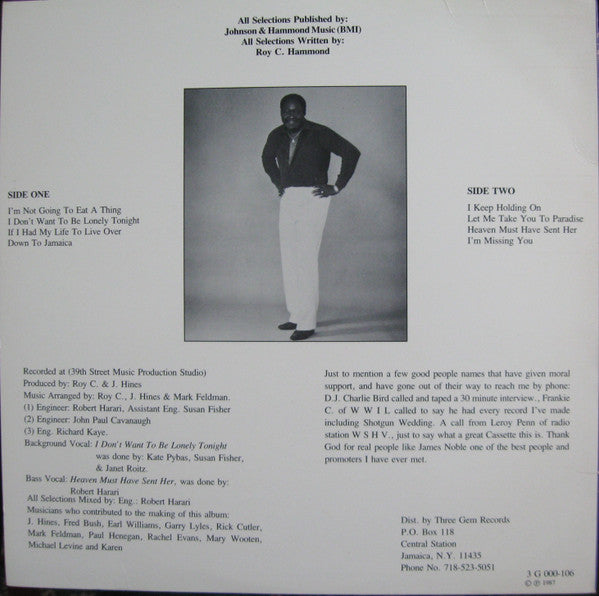 All Selections Published by:
Johnson & Hammond Music (BMI)
All Selections Written by:
Roy C. Hammond
SIDE ONE
I'm Not Going To Eat A Thing
I Don't Want To Be Lonely Tonight
If I Had My Life To Live Over
Down To Jamaica
SIDE TWO
I Keep Holding On
Let Me Take You To Paradise
Heaven Must Have Sent Her
I'm Missing You
Recorded at (39th Street Music Production Studio)
Produced by: Roy C. & J. Hines
Music Arranged by: Roy C., J. Hines & Mark Feldman.
(1) Engineer: Robert Harari, Assistant Eng. Susan Fisher
(2) Engineer: John Paul Cavanaugh
(3) Eng. Richard Kaye.
Background Vocal: I Don't Want To Be Lonely Tonight
was done by: Kate Pybas, Susan Fisher,
& Janet Roitz.
Bass Vocal: Heaven Must Have Sent Her, was done by:
Robert Harari
All Selections Mixed by: Eng.: Robert Harari
Musicians who contributed to the making of this album:
J. Hines, Fred Bush, Earl Williams, Garry Lyles, Rick Cutler,
Mark Feldman, Paul Henegan, Rachel Evans, Mary Wooten,
Michael Levine and Karen
Just to mention a few good people names that have given moral
support, and have gone out of their way to reach me by phone:
D.J. Charlie Bird called and taped a 30 minute interview., Frankie
C. of W W I L called to say he had every record I've made
including Shotgun Wedding. A call from Leroy Penn of radio
station W S H V., just to say what a great Cassette this is. Thank
God for real people like James Noble one of the best people and
promoters I have ever met.
Dist. by Three Gem Records
P.O. Box 118
Central Station
Jamaica, N.Y. 11435
Phone No. 718-523-5051
3 G 000-106
© ℗ 1987